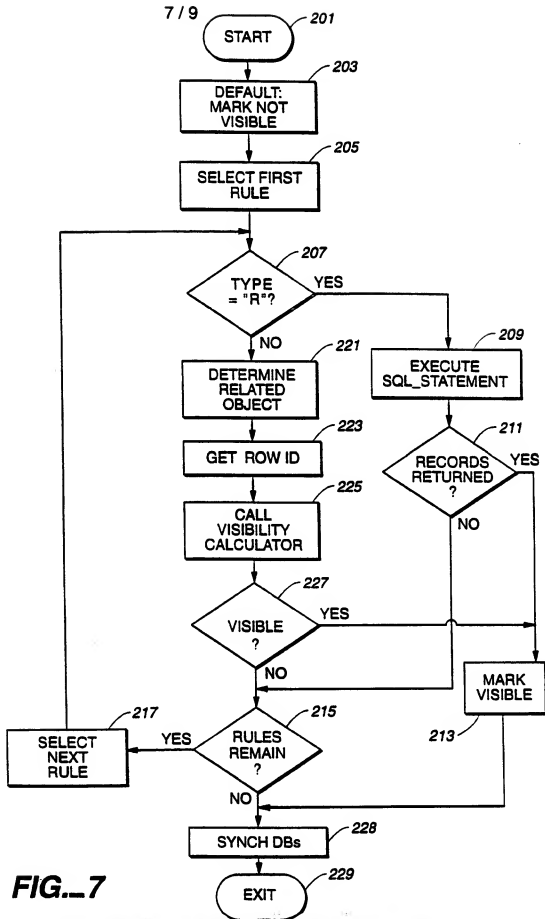 7 / 9
START
201
203
DEFAULT:
MARK NOT
VISIBLE
205
SELECT FIRST
RULE
207
TYPE
= "R"?
YES
NO
209
EXECUTE
SQL_STATEMENT
221
DETERMINE
RELATED
OBJECT
211
RECORDS
RETURNED
?
YES
NO
223
GET ROW ID
225
CALL
VISIBILITY
CALCULATOR
227
VISIBLE
?
YES
NO
MARK
VISIBLE
213
215
RULES
REMAIN
?
YES
NO
217
SELECT
NEXT
RULE
228
SYNCH DBs
229
EXIT
FIG._7